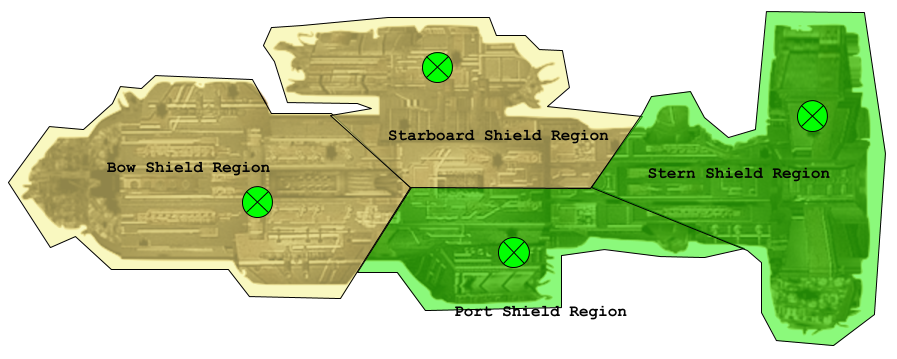 Starboard Shield Region
Bow Shield Region
Stern Shield Region
Port Shield Region